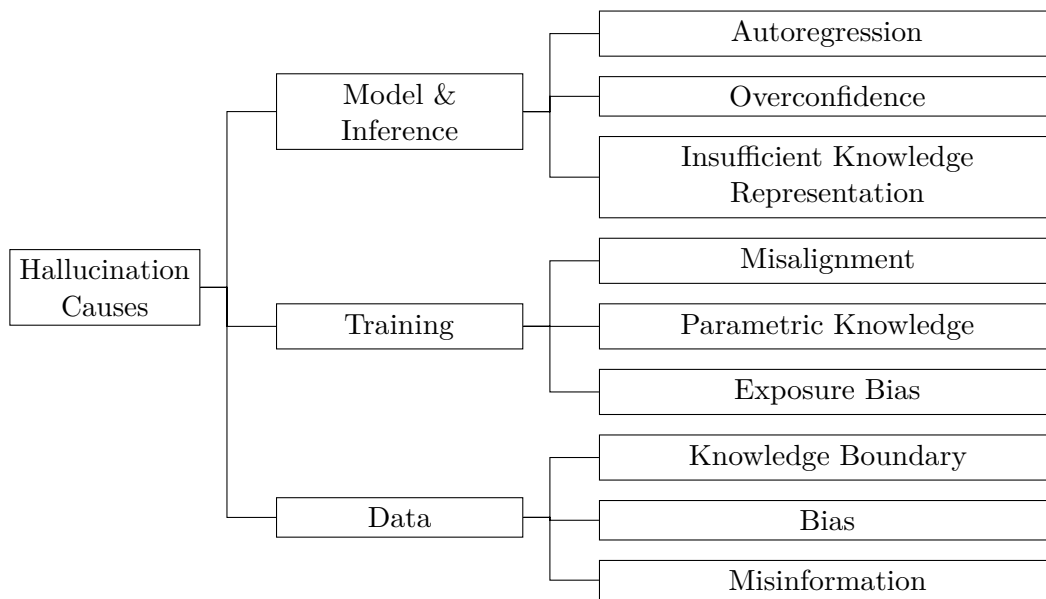 Hallucination
Causes
Model &
Inference
Autoregression
Overconfidence
Insufficient Knowledge
Representation
Training
Misalignment
Parametric Knowledge
Exposure Bias
Data
Knowledge Boundary
Bias
Misinformation